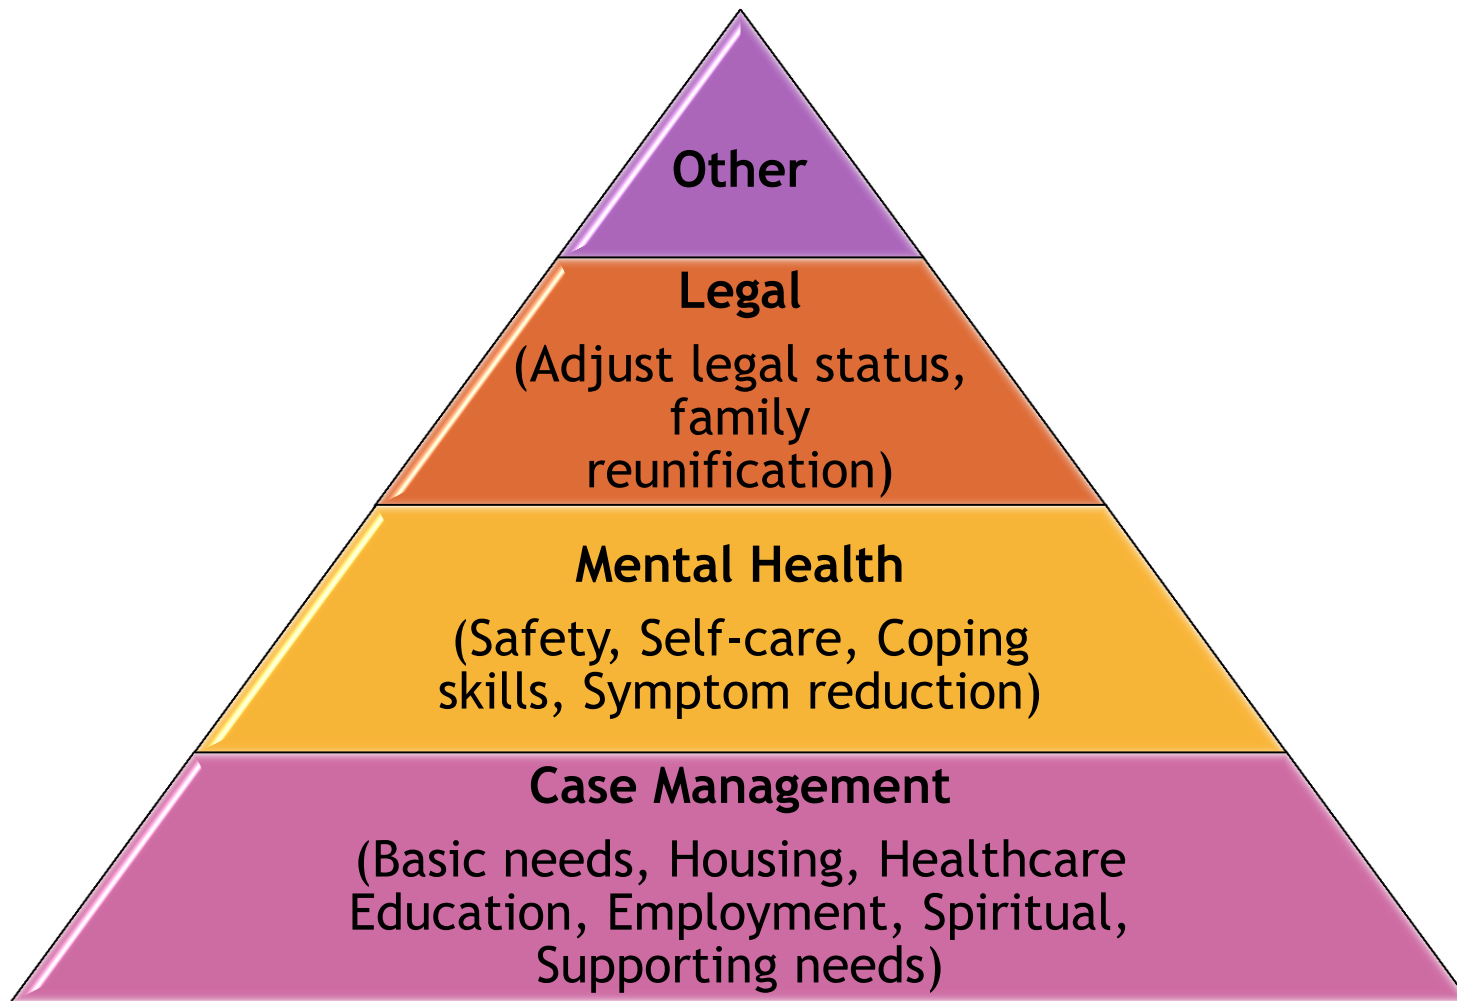 Other
Legal
(Adjust legal status,
family
reunification)
Mental Health
(Safety, Self-care, Coping
skills, Symptom reduction)
Case Management
(Basic needs, Housing, Healthcare
Education, Employment, Spiritual,
Supporting needs)